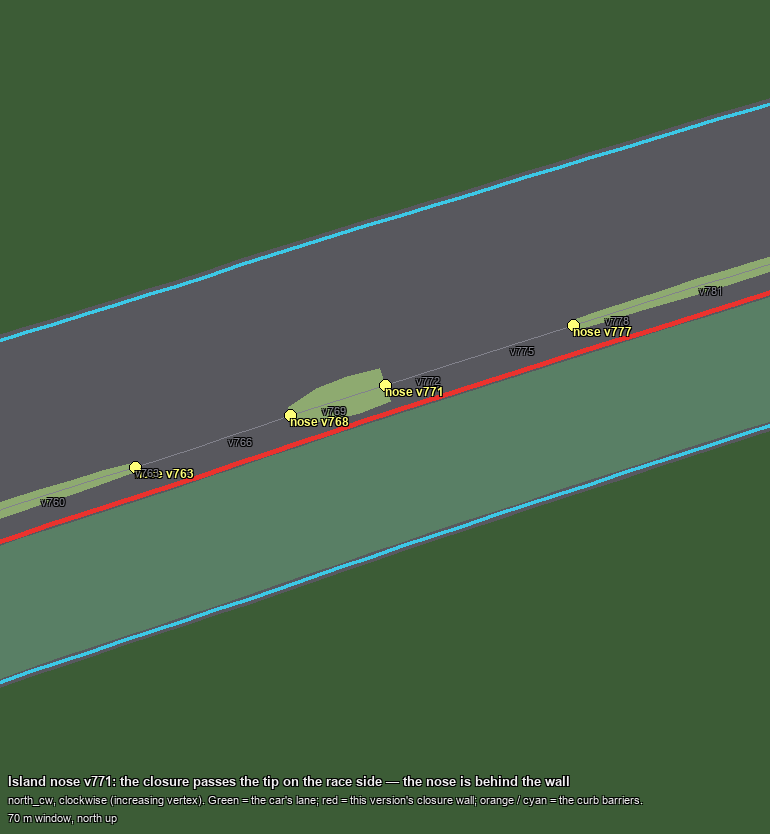 v781
v778
nose v777
v775
v772
nose v771
v769
nose v768
v766
nose v763
v760
Island nose v771: the closure passes the tip on the race side — the nose is behind the wall
north_cw, clockwise (increasing vertex). Green = the car's lane; red = this version's closure wall; orange / cyan = the curb barriers.
70 m window, north up